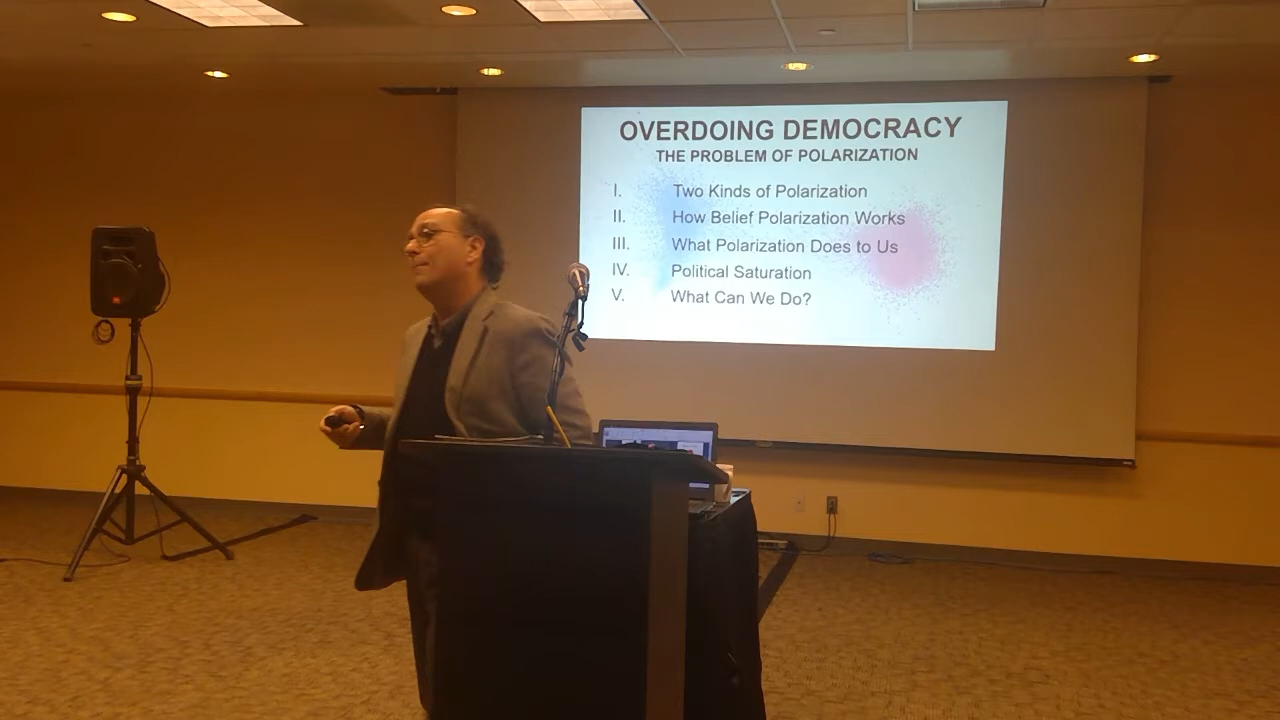 OVERDOING DEMOCRACY
THE PROBLEM OF POLARIZATION
I. Two Kinds of Polarization
II. How Belief Polarization Works
III. What Polarization Does to Us
IV. Political Saturation
V. What Can We Do?